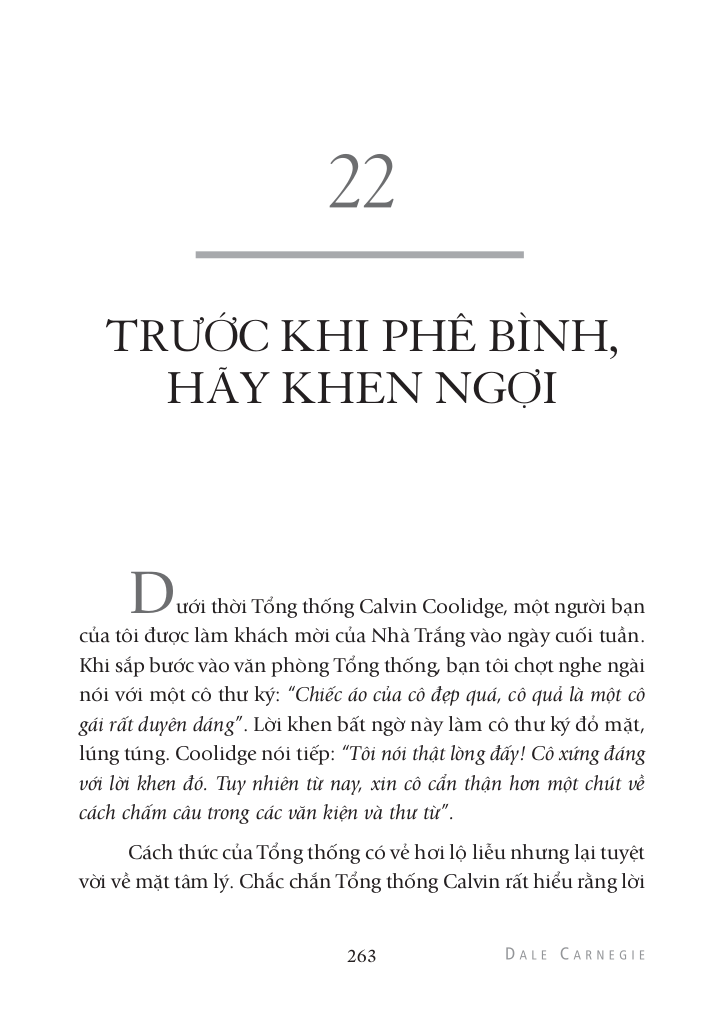 22
TRƯỚC KHI PHÊ BÌNH,
HÃY KHEN NGỢI
Dưới thời Tổng thống Calvin Coolidge, một người bạn
của tôi được làm khách mời của Nhà Trắng vào ngày cuối tuần.
Khi sắp bước vào văn phòng Tổng thống, bạn tôi chợt nghe ngài
nói với một cô thư ký: “Chiếc áo của cô đẹp quá, cô quả là một cô
gái rất duyên dáng”. Lời khen bất ngờ này làm cô thư ký đỏ mặt,
lúng túng. Coolidge nói tiếp: “Tôi nói thật lòng đấy! Cô xứng đáng
với lời khen đó. Tuy nhiên từ nay, xin cô cẩn thận hơn một chút về
cách chấm câu trong các văn kiện và thư từ”.
Cách thức của Tổng thống có vẻ hơi lộ liễu nhưng lại tuyệt
vời về mặt tâm lý. Chắc chắn Tổng thống Calvin rất hiểu rằng lời
263
DALE CARNEGIE